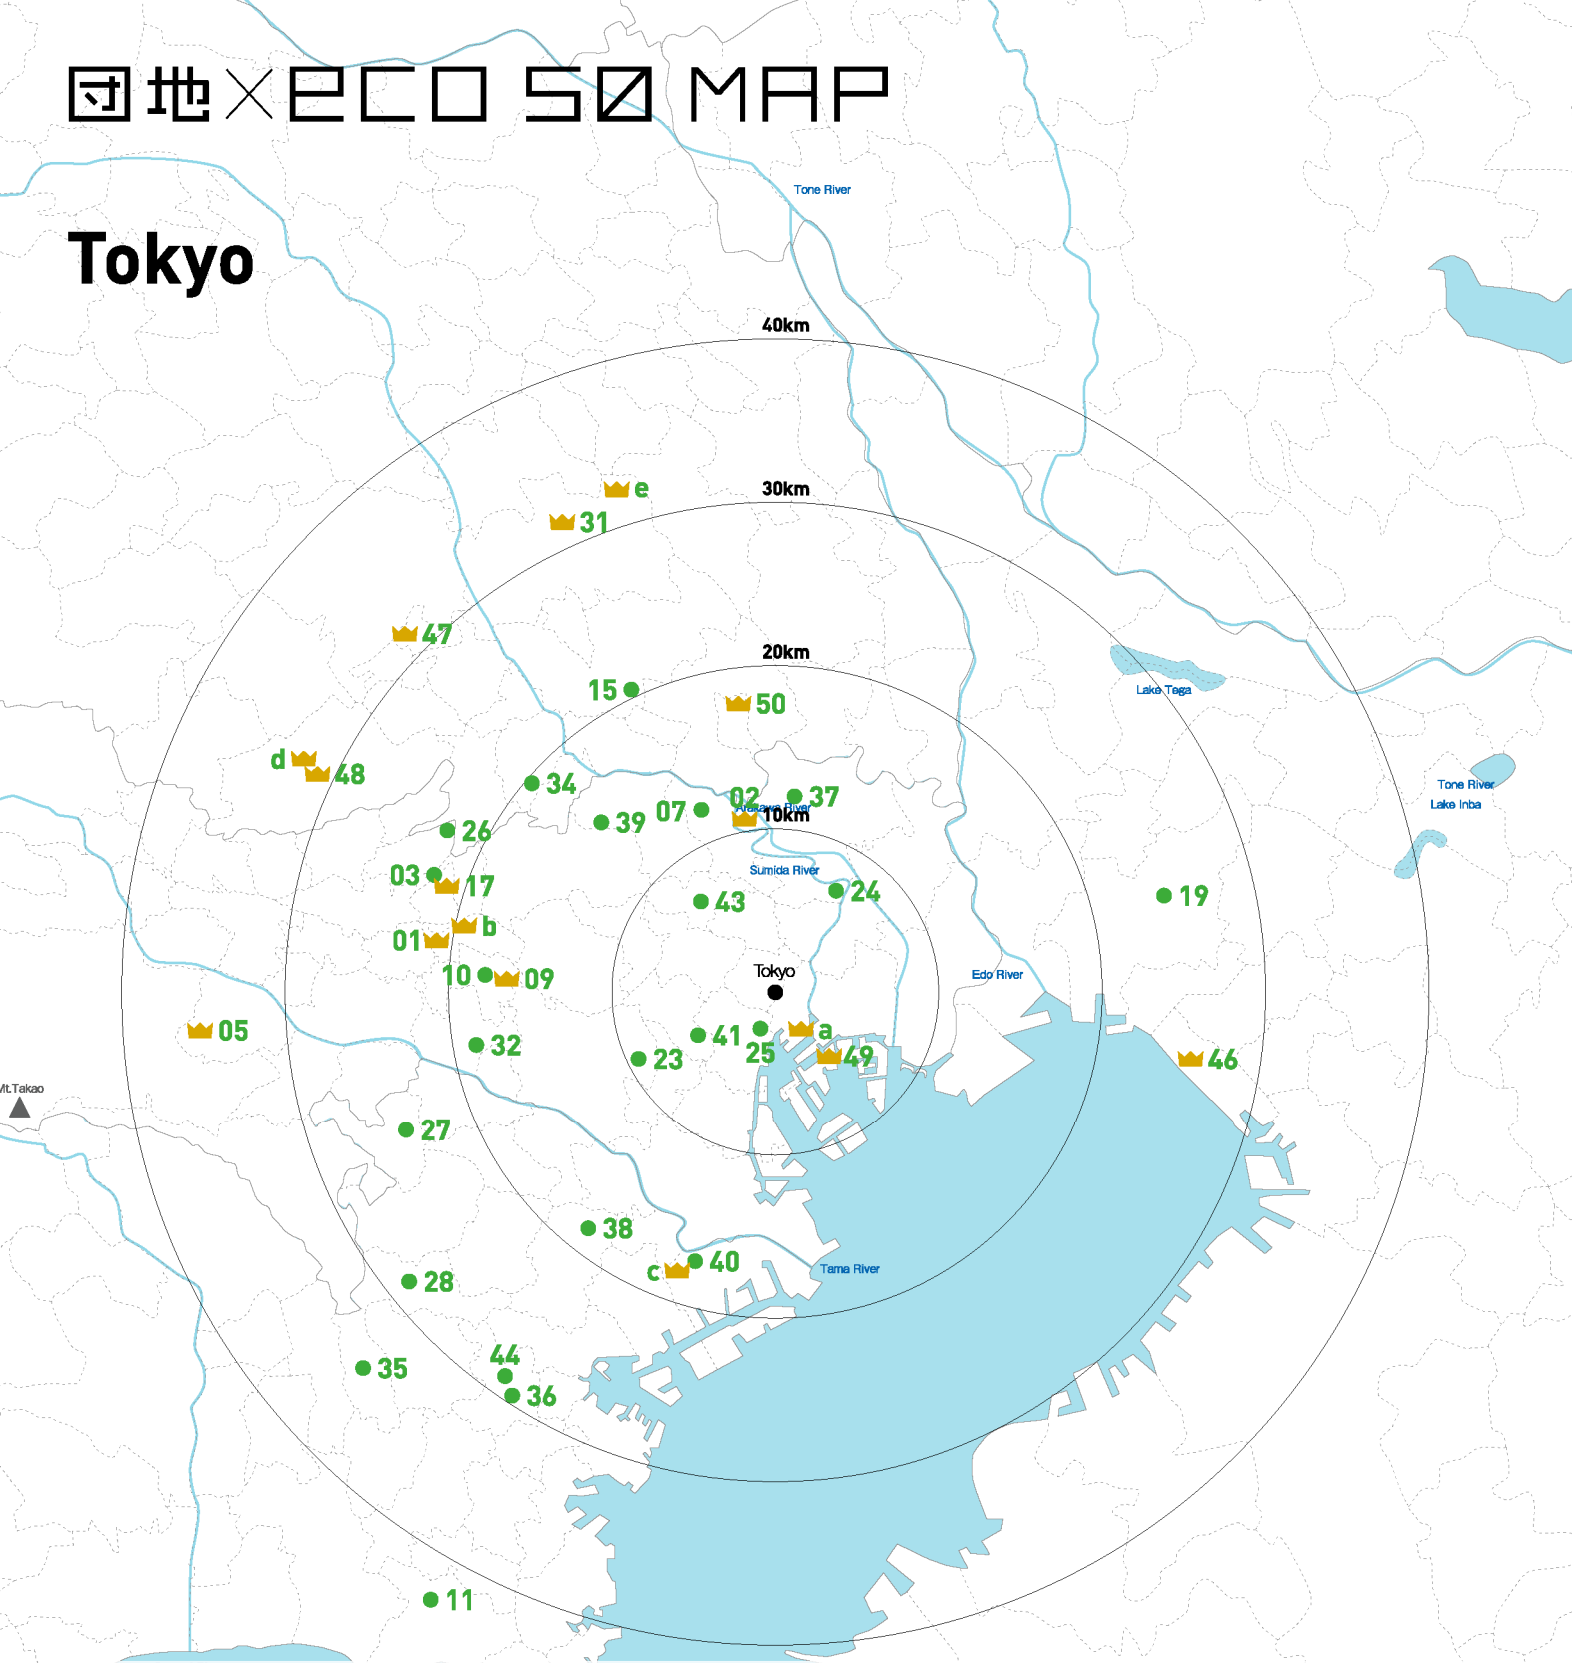 団地×eco 50 MAP
Tone River
Tokyo
40km
30km
e
31
47
20km
15
50
Lake Tega
d
48
34
Tone River
02
37
Arakawa River
Lake Inba
07
10km
39
26
Sumida River
03
17
24
19
43
b
01
Tokyo
10
09
Edo River
05
a
41
32
25
49
23
46
Mt.Takao
27
38
40
c
Tama River
28
44
35
36
11